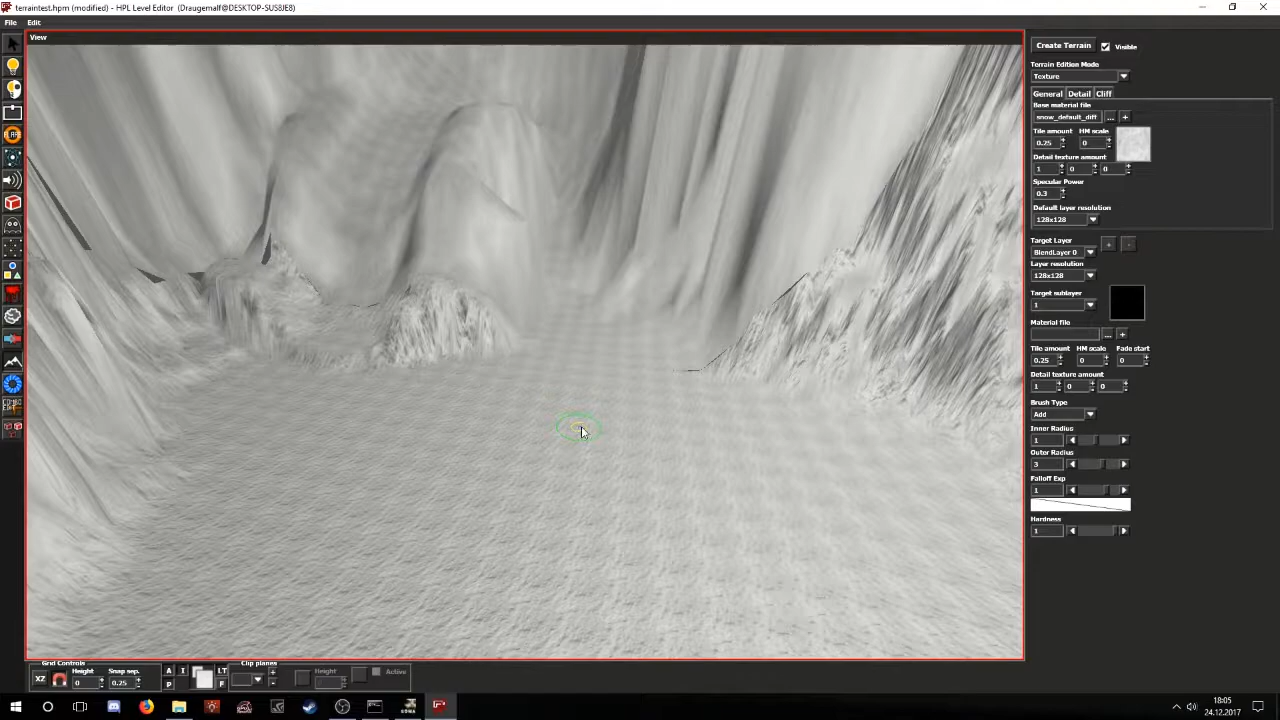 terraintest.hpm (modified) - HPL Level Editor (Draugemalf@DESKTOP-SUS8JE8)
File Edit
View
Create Terrain Visible
Terrain Edition Mode
Texture
General Detail Cliff
Base material file
snow_default_diff ... +
Tile amount HM scale
0.25 0
Detail texture amount
1 0 0
Specular Power
0.3
Default layer resolution
128x128
Target Layer + -
BlendLayer 0
Layer resolution
128x128
Target sublayer
1
Material file
... +
Tile amount HM scale Fade start
0.25 0 0
Detail texture amount
1 0 0
Brush Type
Add
Inner Radius
1
Outer Radius
3
Falloff Exp
1
Hardness
1
Grid Controls Clip planes
XZ Height Snap sep. A I LT Height Active
0 0.25 P F + -
18:05
24.12.2017